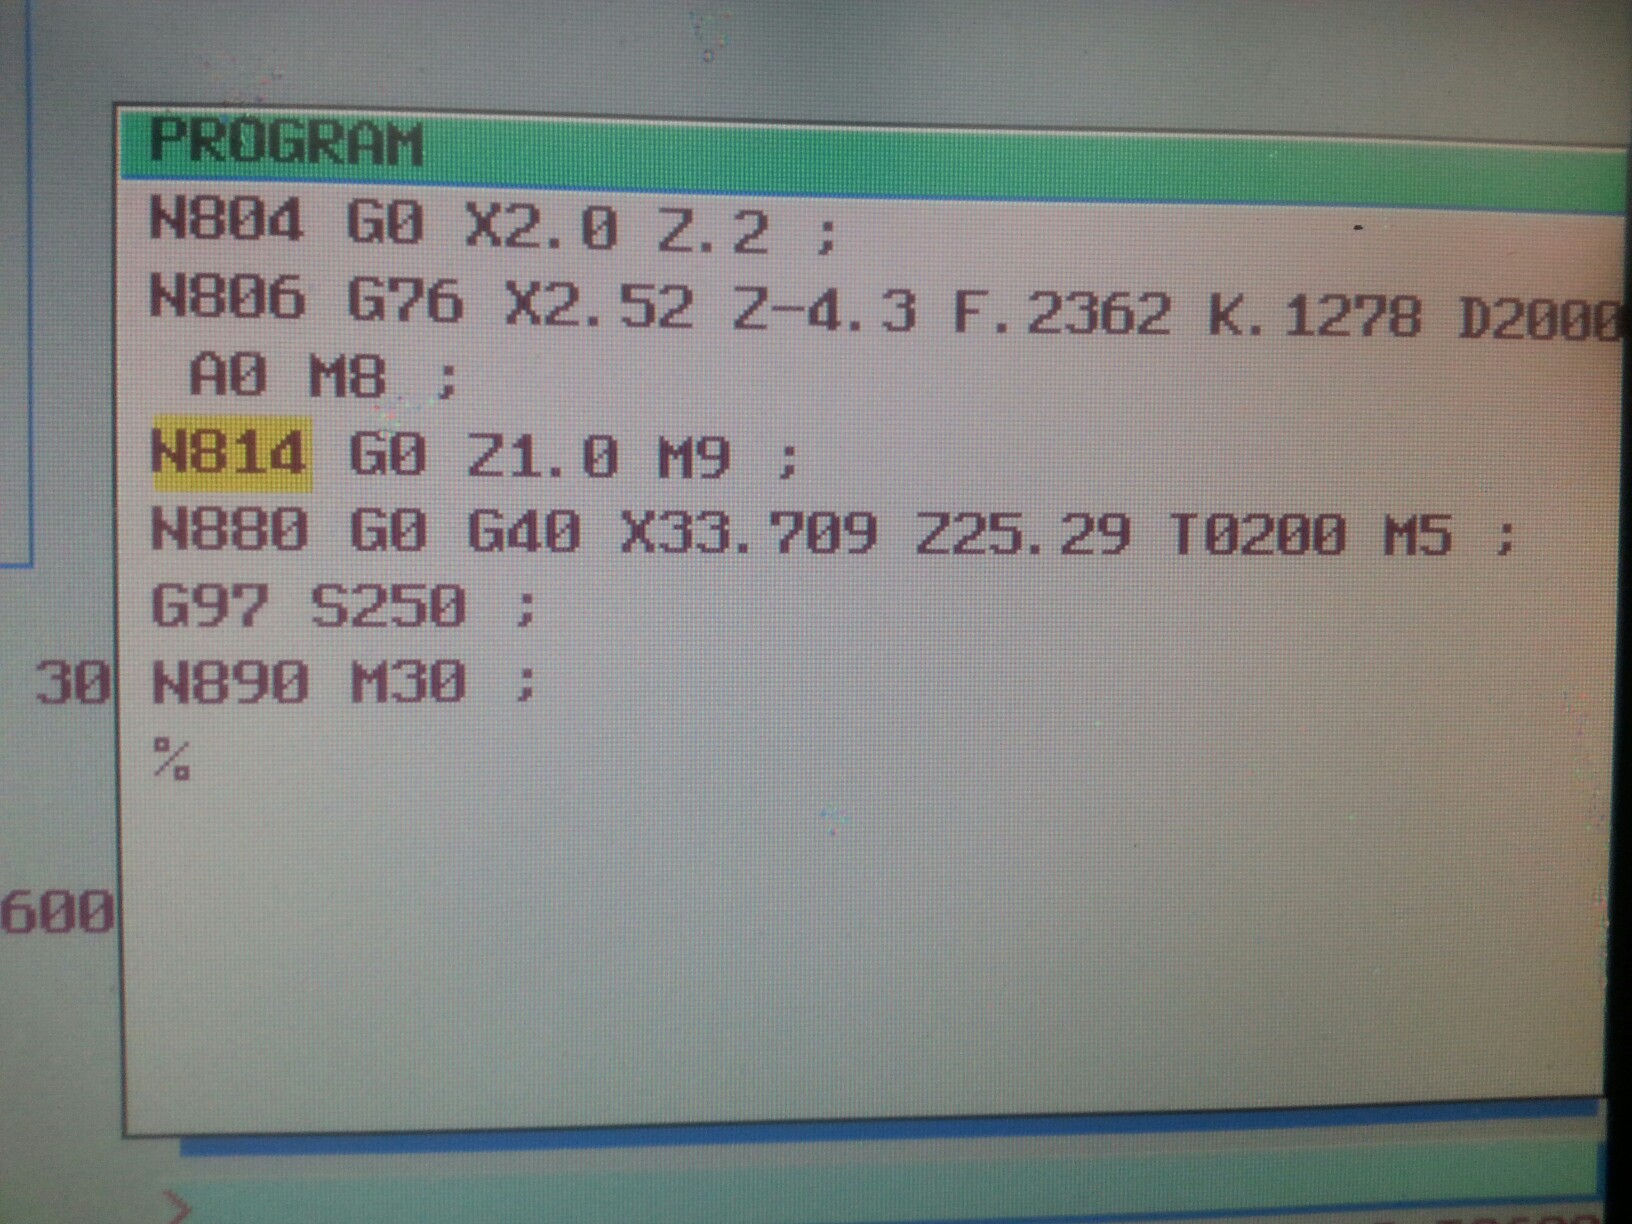 PROGRAM
N804 G0 X2.0 Z.2 ;
N806 G76 X2.52 Z-4.3 F.2362 K.1278 D2000
A0 M8 ;
N814 G0 Z1.0 M9 ;
N880 G0 G40 X33.709 Z25.29 T0200 M5 ;
G97 S250 ;
30 N890 M30 ;
%
600
>